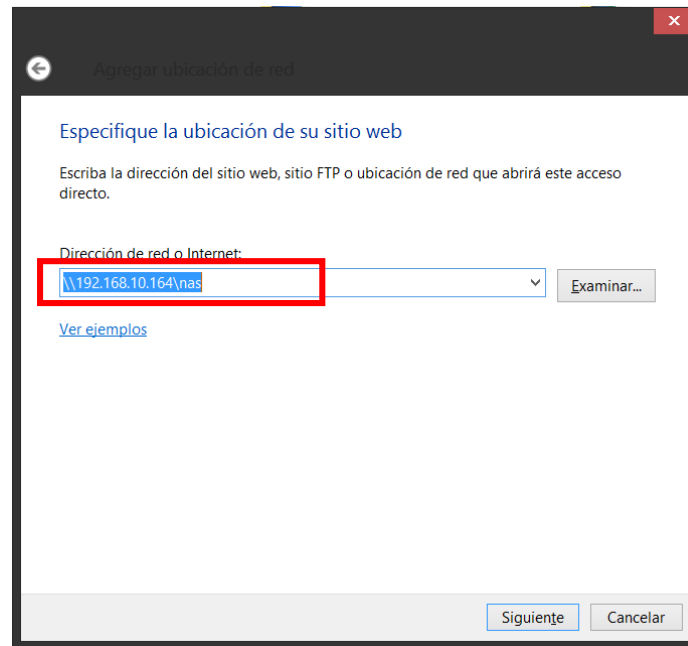 Agregar ubicación de red
Especifique la ubicación de su sitio web
Escriba la dirección del sitio web, sitio FTP o ubicación de red que abrirá este acceso
directo.
Dirección de red o Internet:
\\192.168.10.164\nas
Examinar...
Ver ejemplos
Siguiente Cancelar